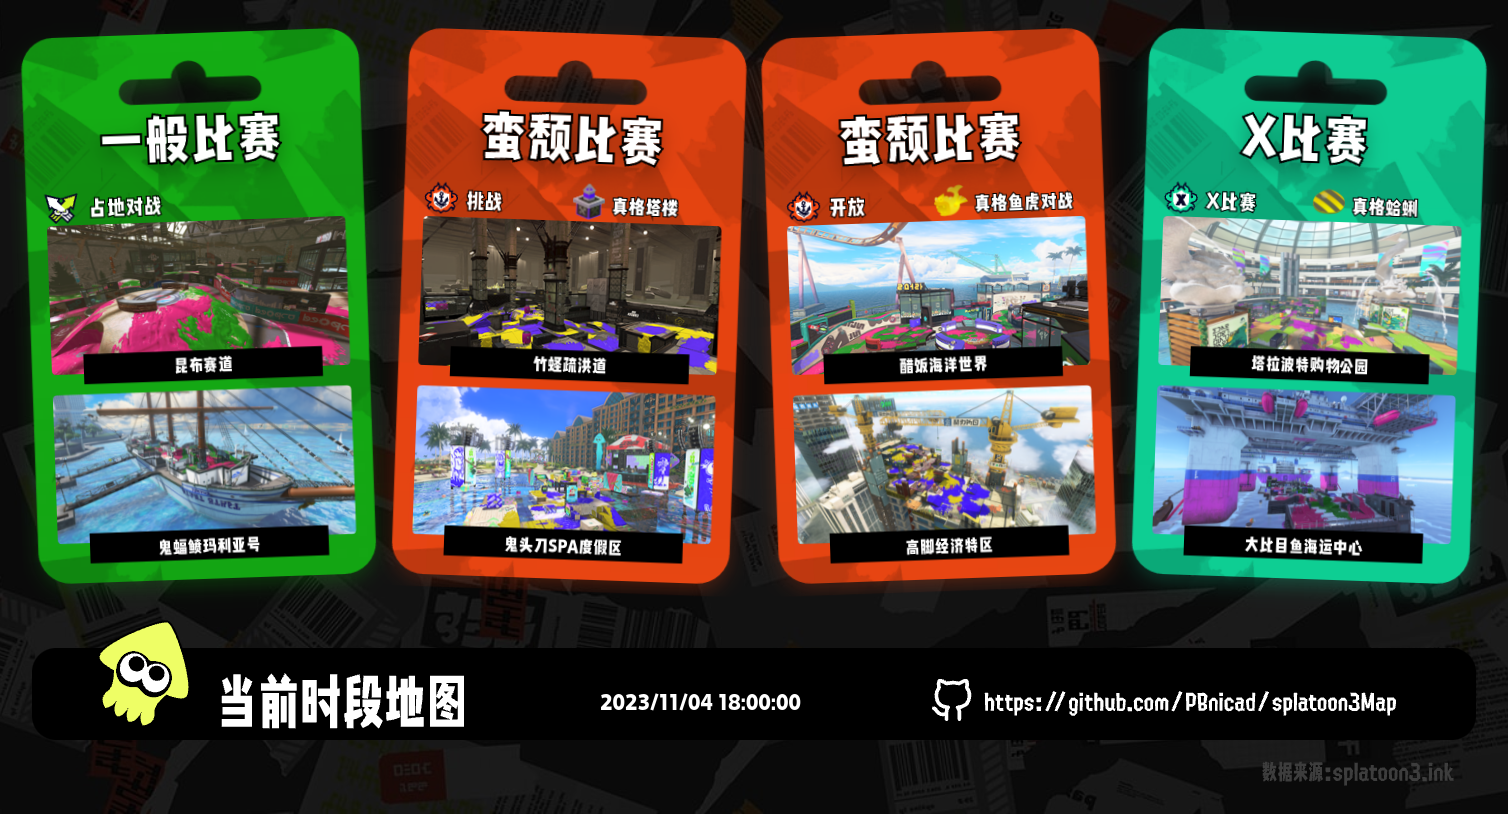 一般比赛
占地对战
昆布赛道
鬼蝠鲼玛利亚号
蛮颓比赛
挑战
真格塔楼
竹蛏疏洪道
鬼头刀SPA度假区
蛮颓比赛
开放
真格鱼虎对战
醋饭海洋世界
高脚经济特区
X比赛
X比赛
真格蛤蜊
塔拉波特购物公园
大比目鱼海运中心
当前时段地图
2023/11/04 18:00:00
https://github.com/PBnicad/splatoon3Map
数据来源:splatoon3.ink